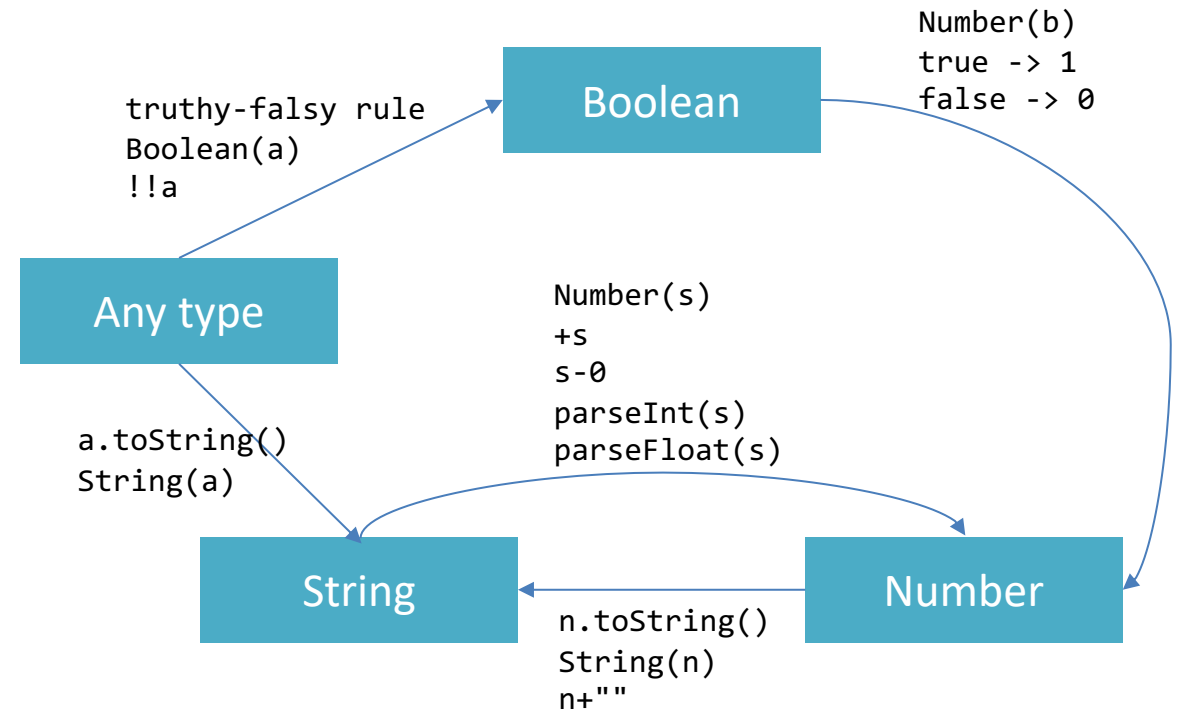 Number(b)
true -> 1
false -> 0
Boolean
truthy-falsy rule
Boolean(a)
!!a
Any type
Number(s)
+s
s-0
parseInt(s)
parseFloat(s)
a.toString()
String(a)
String
Number
n.toString()
String(n)
n+""